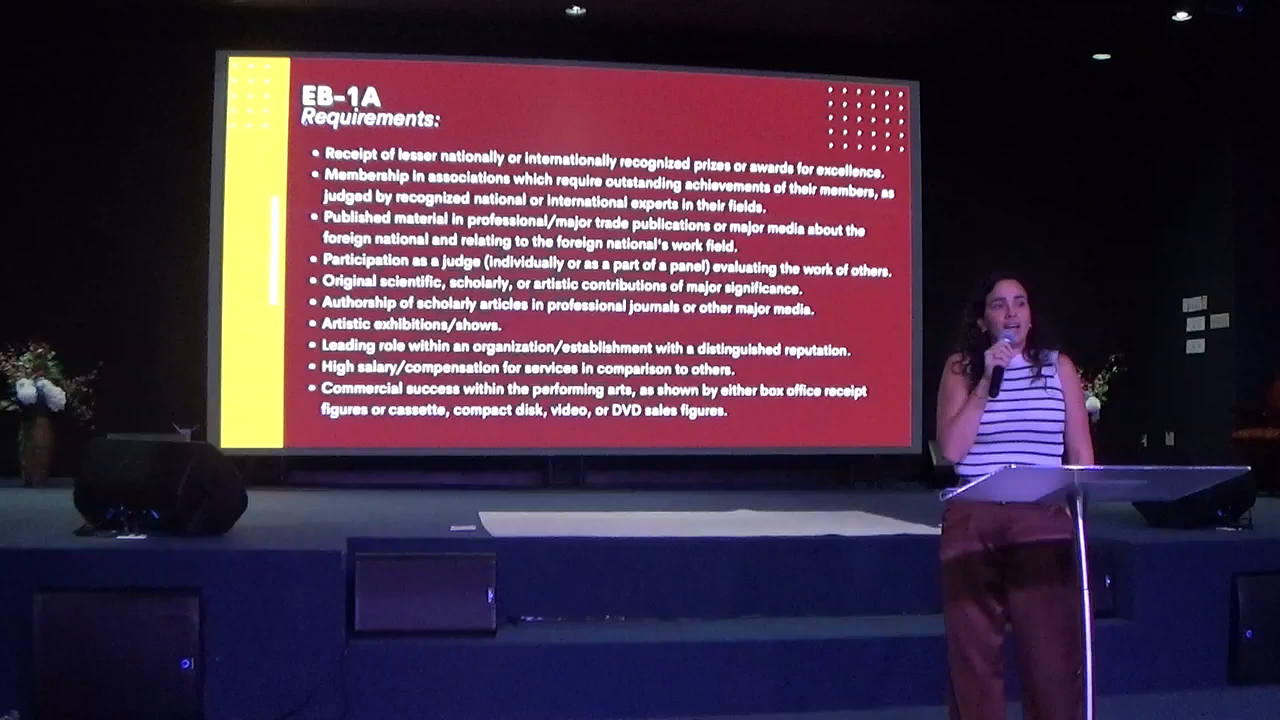 EB-1A
Requirements:
• Receipt of lesser nationally or internationally recognized prizes or awards for excellence.
• Membership in associations which require outstanding achievements of their members, as
judged by recognized national or international experts in their fields.
• Published material in professional/major trade publications or major media about the
foreign national and relating to the foreign national's work field.
• Participation as a judge (individually or as a part of a panel) evaluating the work of others.
• Original scientific, scholarly, or artistic contributions of major significance.
• Authorship of scholarly articles in professional journals or other major media.
• Artistic exhibitions/shows.
• Leading role within an organization/establishment with a distinguished reputation.
• High salary/compensation for services in comparison to others.
• Commercial success within the performing arts, as shown by either box office receipt
figures or cassette, compact disk, video, or DVD sales figures.